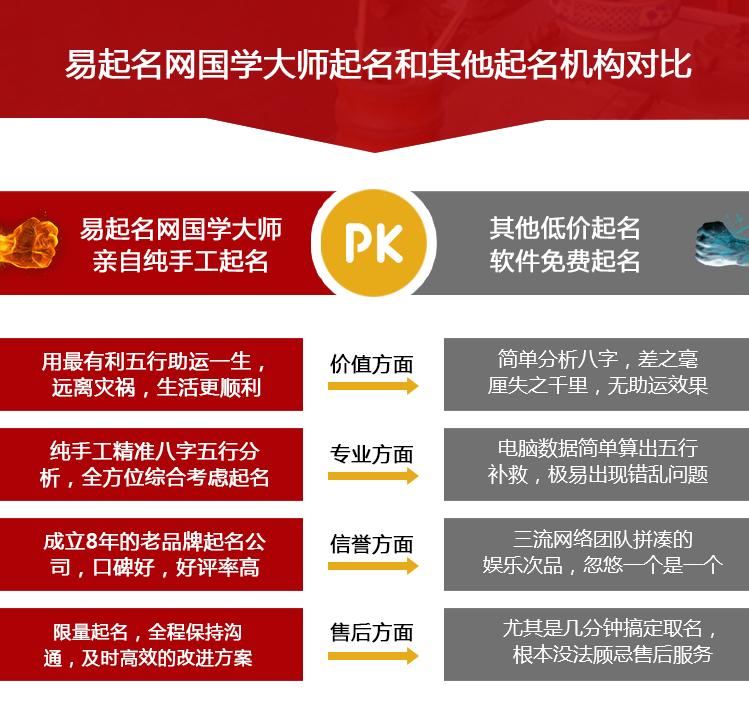 易起名网国学大师起名和其他起名机构对比
易起名网国学大师
亲自纯手工起名
PK
其他低价起名
软件免费起名
用最有利五行助运一生，
远离灾祸，生活更顺利
价值方面
简单分析八字，差之毫
厘失之千里，无助运效果
纯手工精准八字五行分
析，全方位综合考虑起名
专业方面
电脑数据简单算出五行
补救，极易出现错乱问题
成立8年的老品牌起名公
司，口碑好，好评率高
信誉方面
三流网络团队拼凑的
娱乐次品，忽悠一个是一个
限量起名，全程保持沟
通，及时高效的改进方案
售后方面
尤其是几分钟搞定取名，
根本没法顾忌售后服务